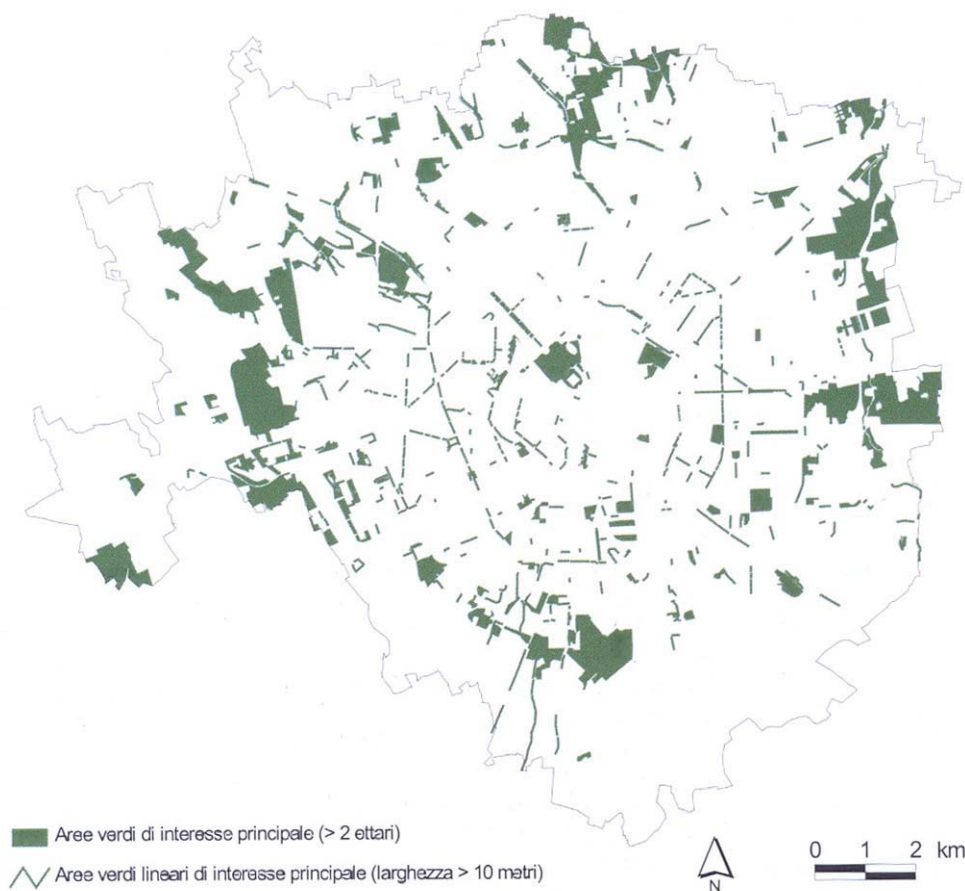 Aree verdi di interesse principale (> 2 ettari)
Aree verdi lineari di interesse principale (larghezza > 10 metri)
N
0 1 2 km